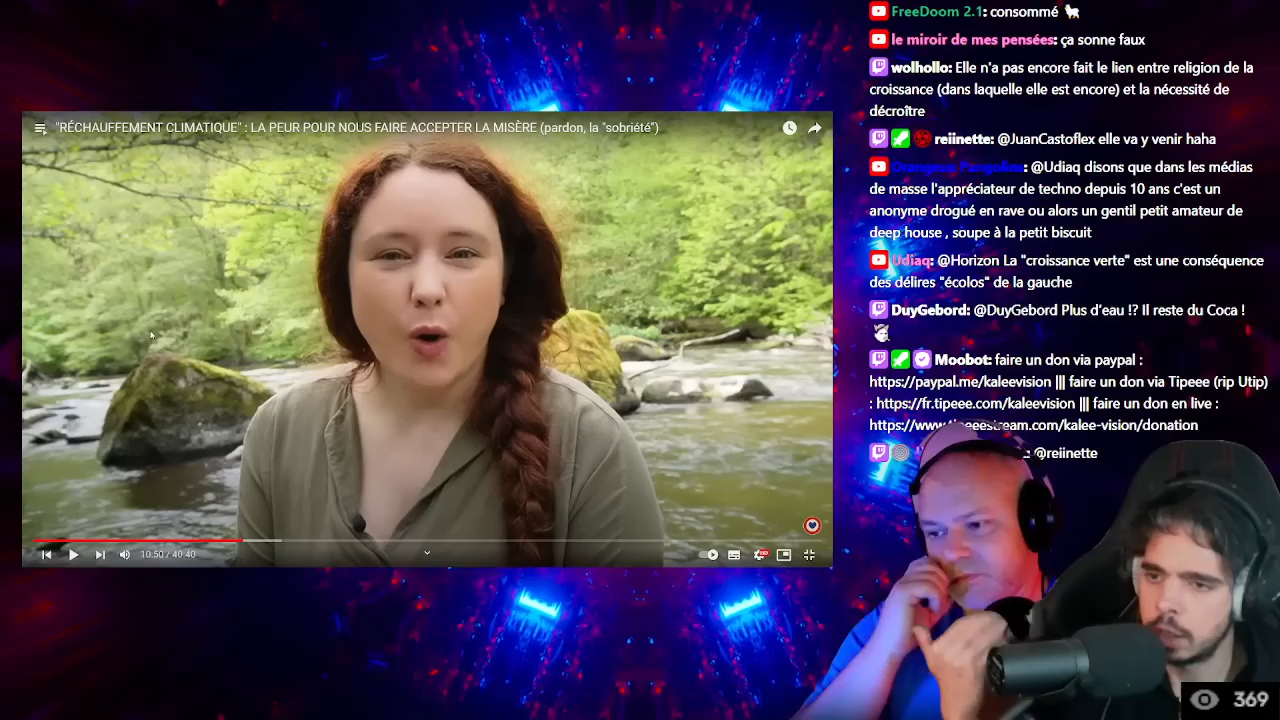 "RÉCHAUFFEMENT CLIMATIQUE" : LA PEUR POUR NOUS FAIRE ACCEPTER LA MISÈRE (pardon, la "sobriété")
10:50 / 40:40
FreeDoom 2.1: consommé
le miroir de mes pensées: ça sonne faux
wolhollo: Elle n'a pas encore fait le lien entre religion de la
croissance (dans laquelle elle est encore) et la nécessité de
décroître
reiinette: @JuanCastoflex elle va y venir haha
Orangeous Pangolins: @Udiaq disons que dans les médias
de masse l'appréciateur de techno depuis 10 ans c'est un
anonyme drogué en rave ou alors un gentil petit amateur de
deep house , soupe à la petit biscuit
Udiaq: @Horizon La "croissance verte" est une conséquence
des délires "écolos" de la gauche
DuyGebord: @DuyGebord Plus d'eau !? Il reste du Coca !
Moobot: faire un don via paypal :
https://paypal.me/kaleevision ||| faire un don via Tipeee (rip Utip)
: https://fr.tipeee.com/kaleevision ||| faire un don en live :
https://www.tipeeestream.com/kalee-vision/donation
@reiinette
369